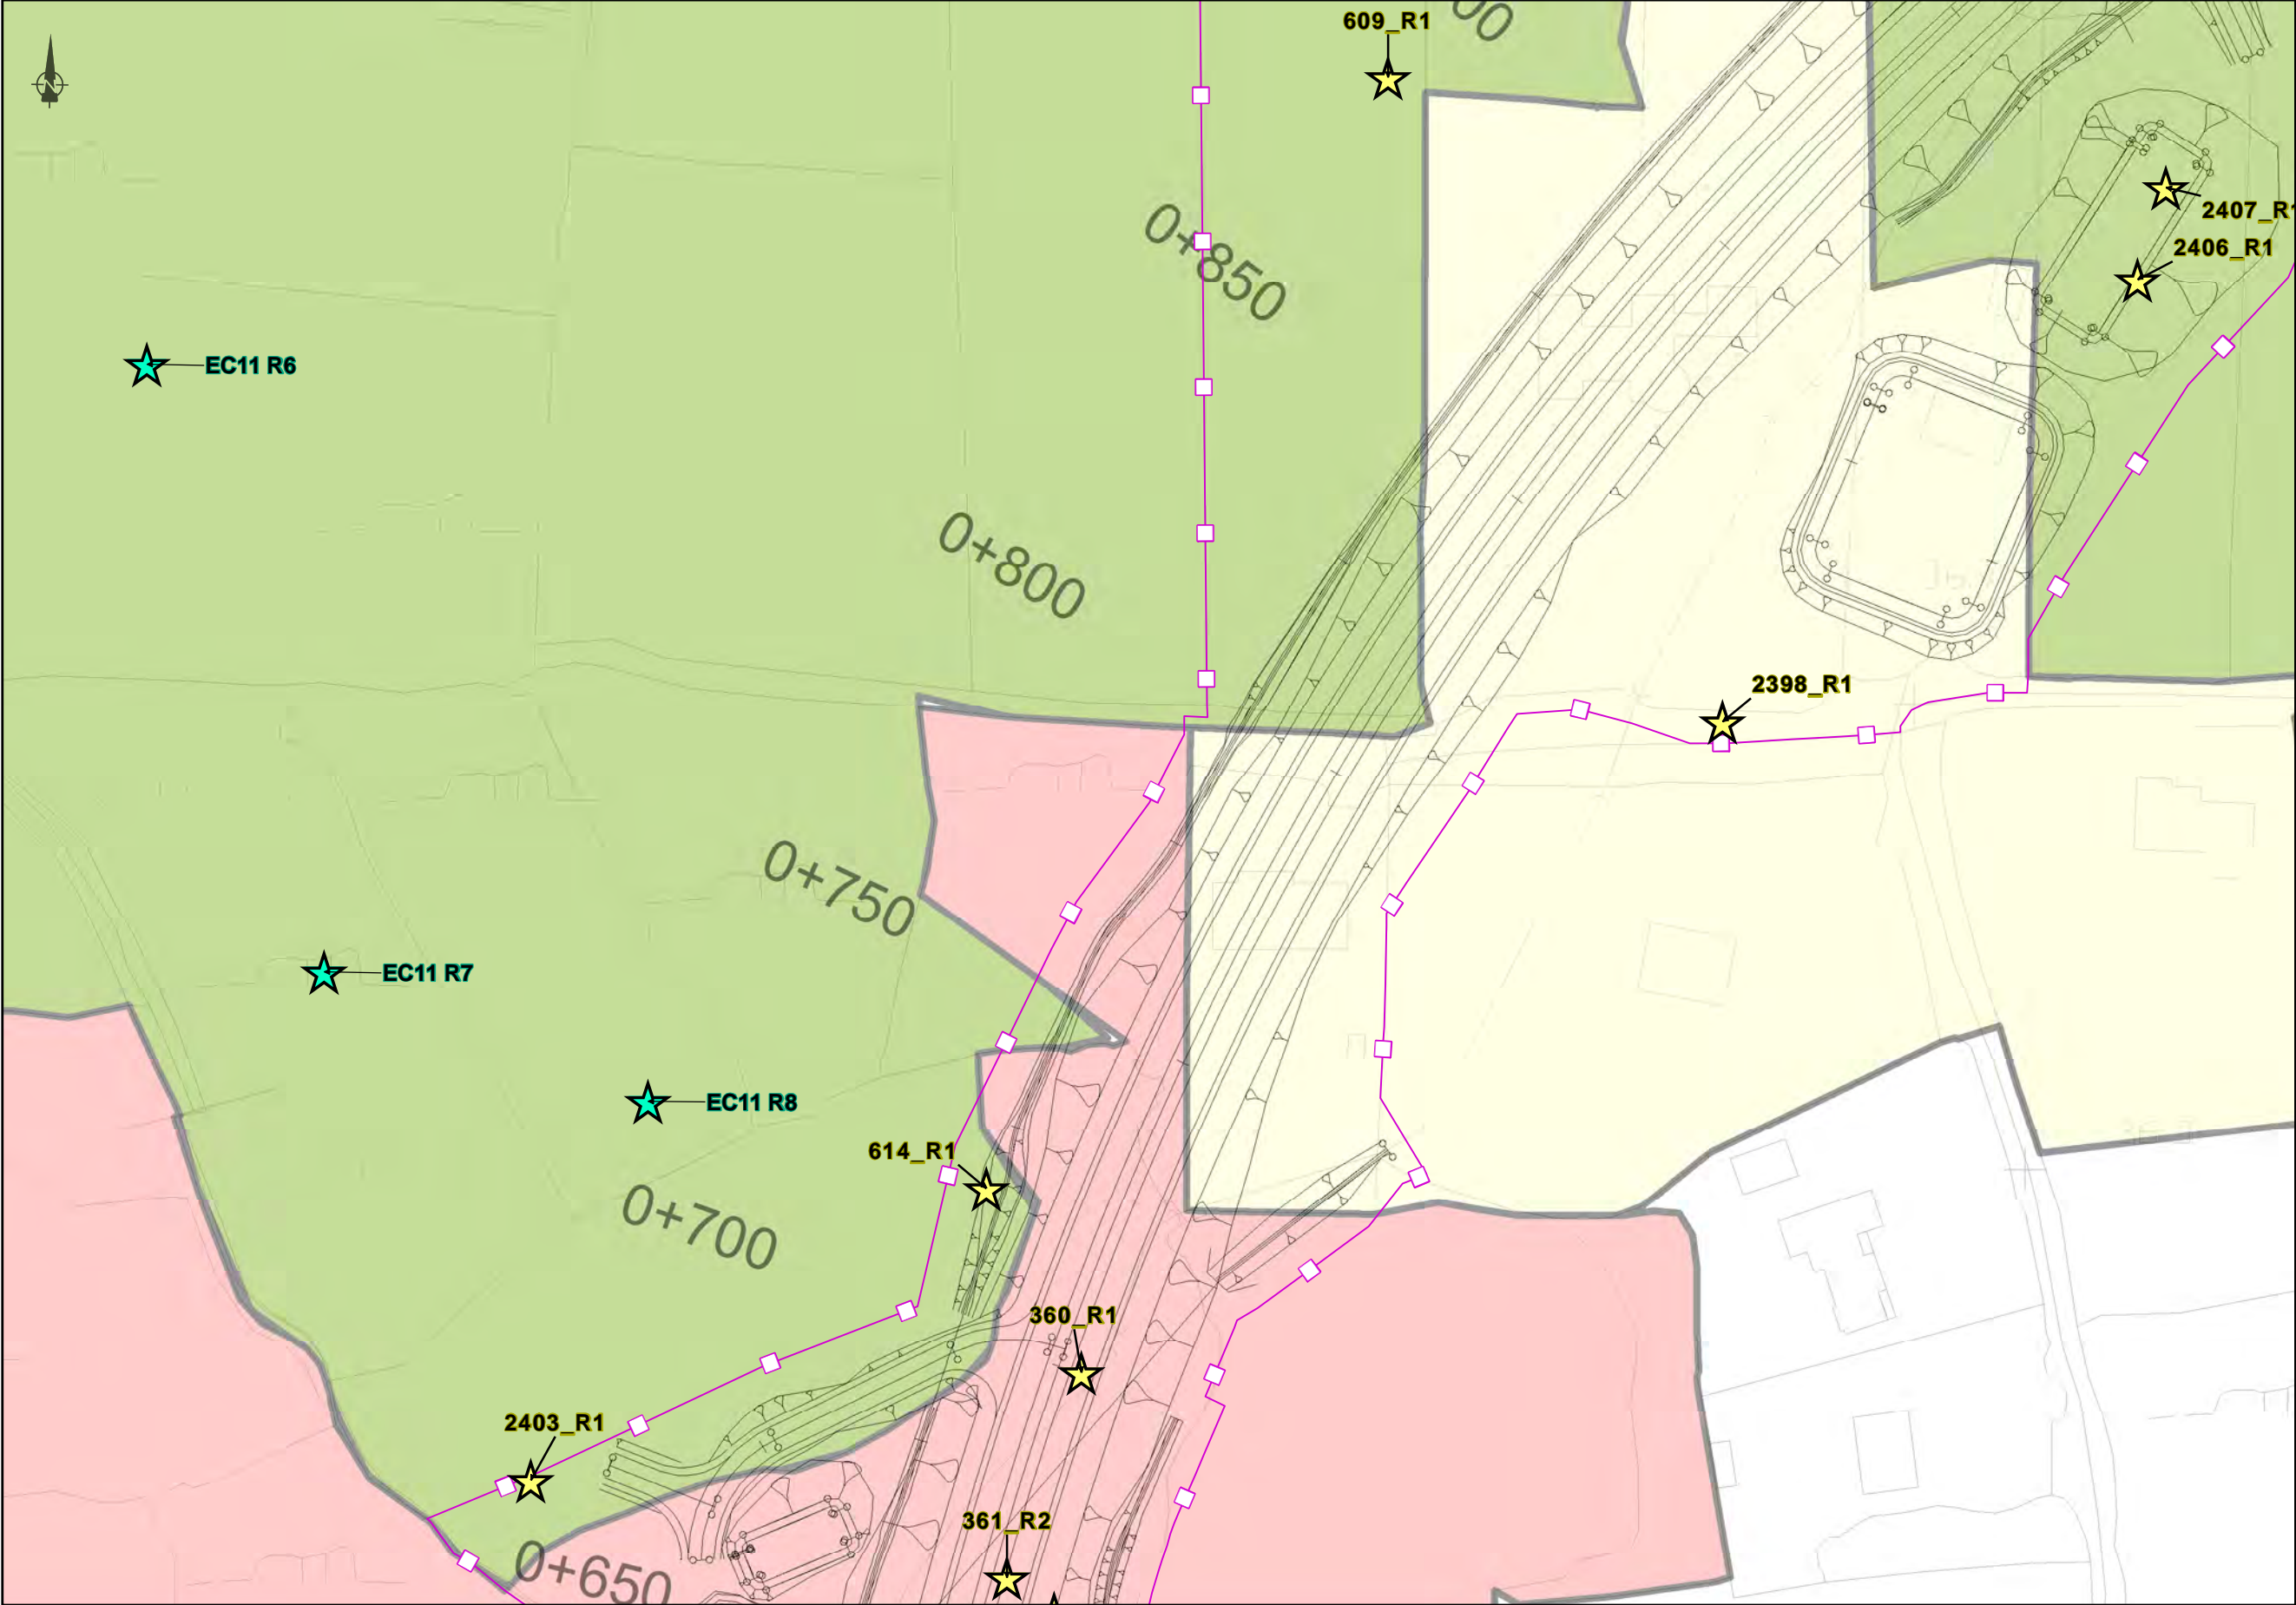 N
609_R1
00
2407_R1
0+850
2406_R1
EC11 R6
0+800
2398_R1
0+750
EC11 R7
EC11 R8
614_R1
0+700
360_R1
2403_R1
361_R2
0+650